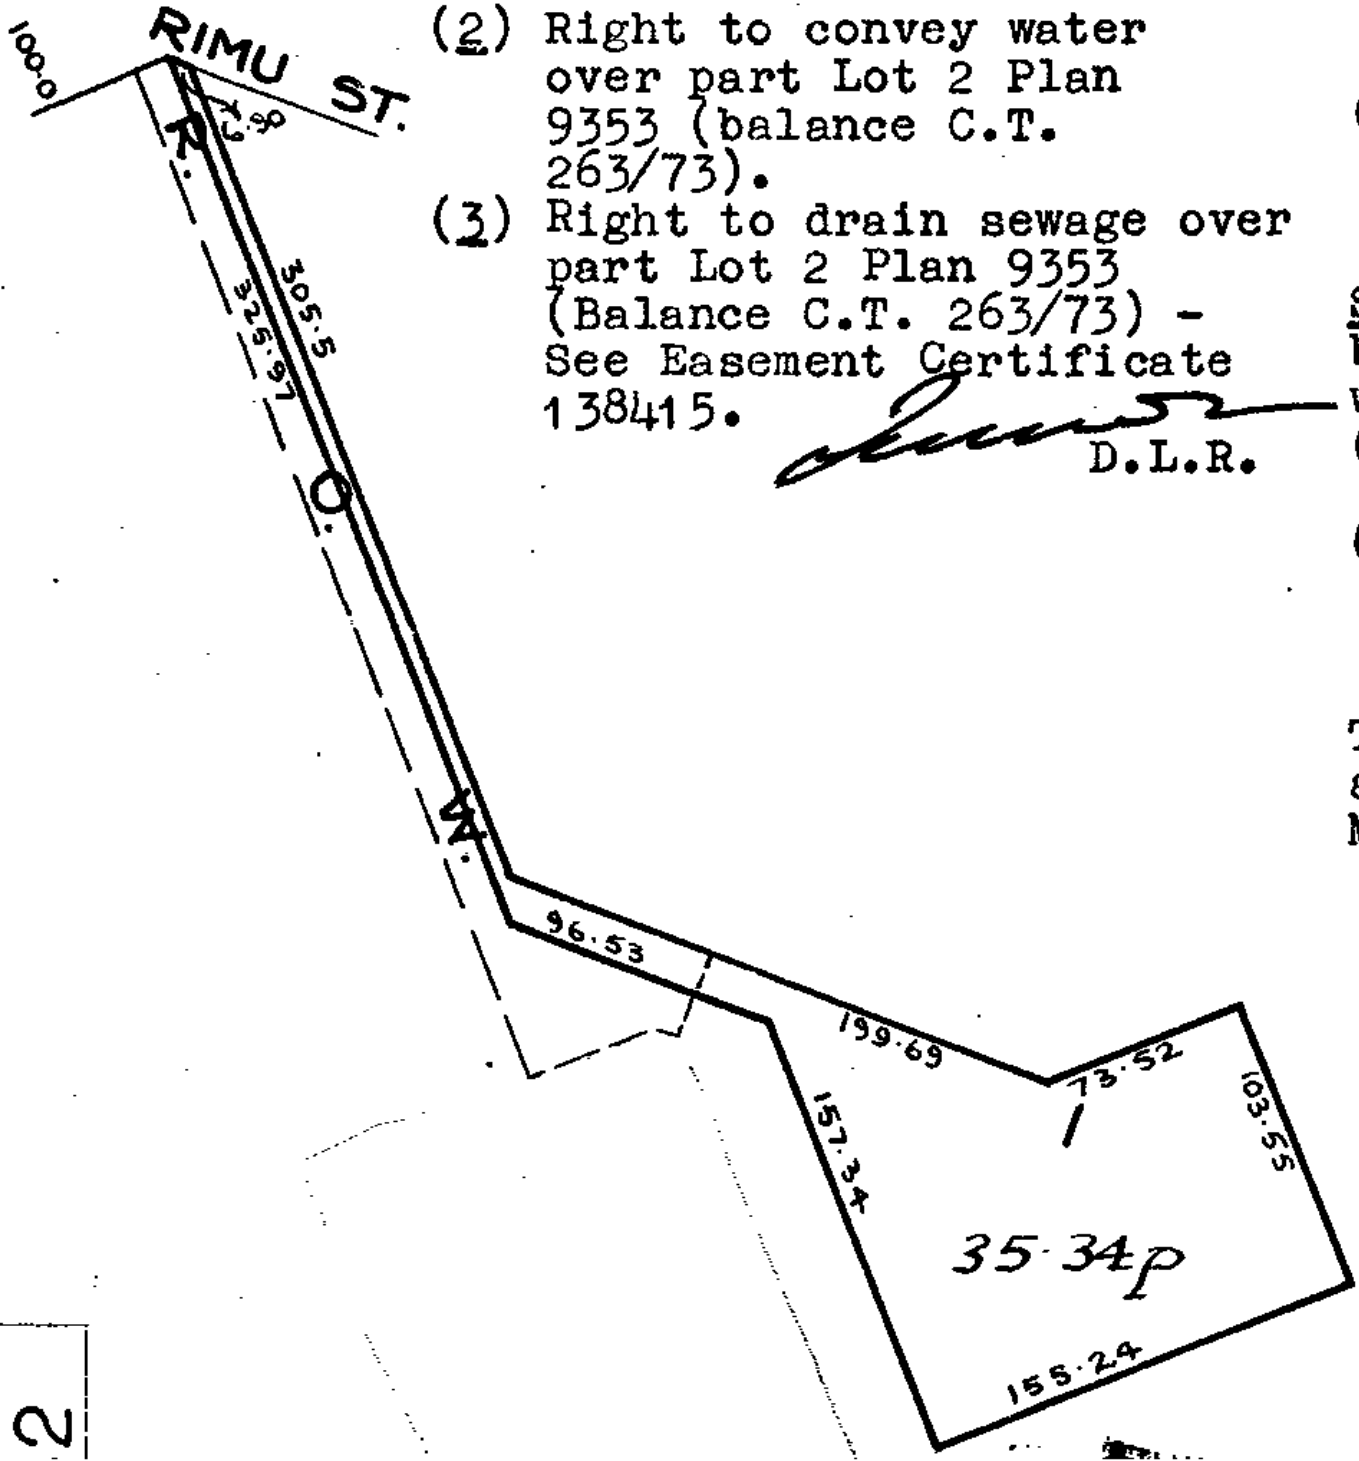 100·0
RIMU ST.
(2) Right to convey water
over part Lot 2 Plan
9353 (balance C.T.
263/73).
(3) Right to drain sewage over
part Lot 2 Plan 9353
(Balance C.T. 263/73) -
See Easement Certificate
138415.
D.L.R.
R.
O.
W.
305·5
325·97
96·53
199·69
73·52
1
103·55
157·34
35·34p
155·24
2